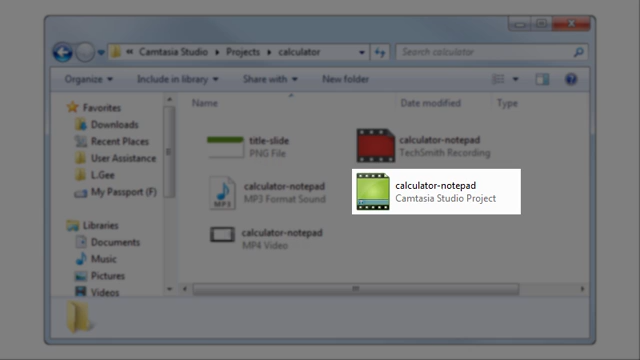 « Camtasia Studio Projects calculator
Search calculator
Organize Include in library Share with New folder
Name Date modified Type
Favorites
Downloads
Recent Places
User Assistance
L.Gee
My Passport (F)
Libraries
Documents
Music
Pictures
Videos
title-slide
PNG File
calculator-notepad
TechSmith Recording
MP3
calculator-notepad
MP3 Format Sound
calculator-notepad
Camtasia Studio Project
calculator-notepad
MP4 Video